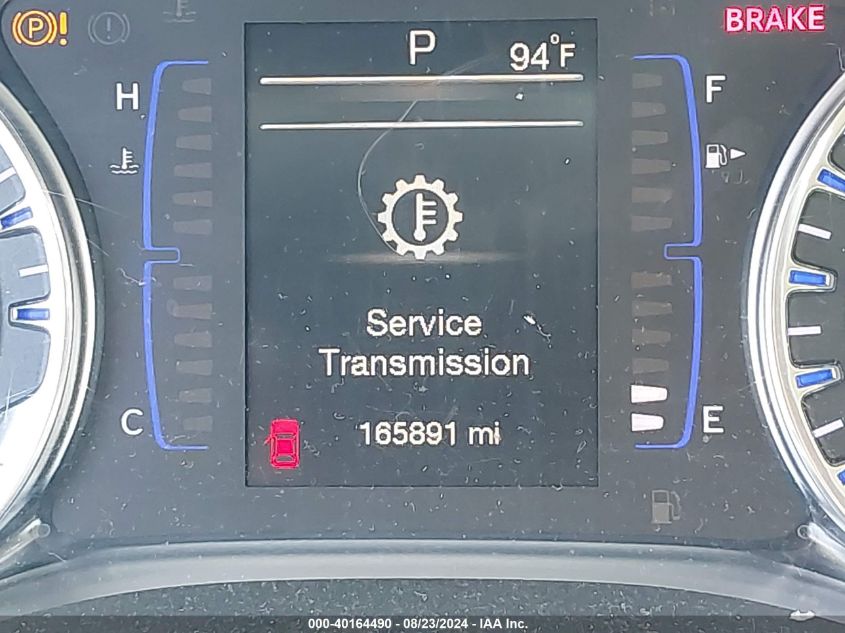 P BRAKE
P 94°F
H F
Service
Transmission
C E
165891 mi
000-40164490 - 08/23/2024 - IAA Inc.